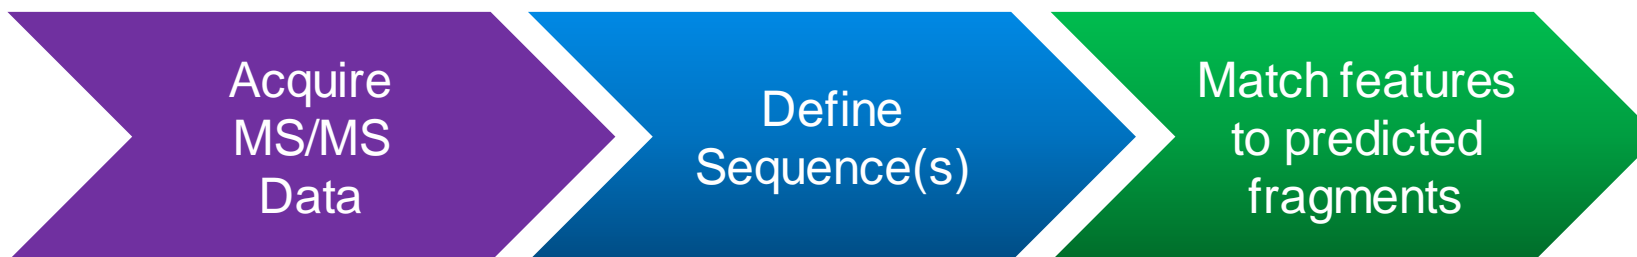 Acquire
MS/MS
Data
Define
Sequence(s)
Match features
to predicted
fragments